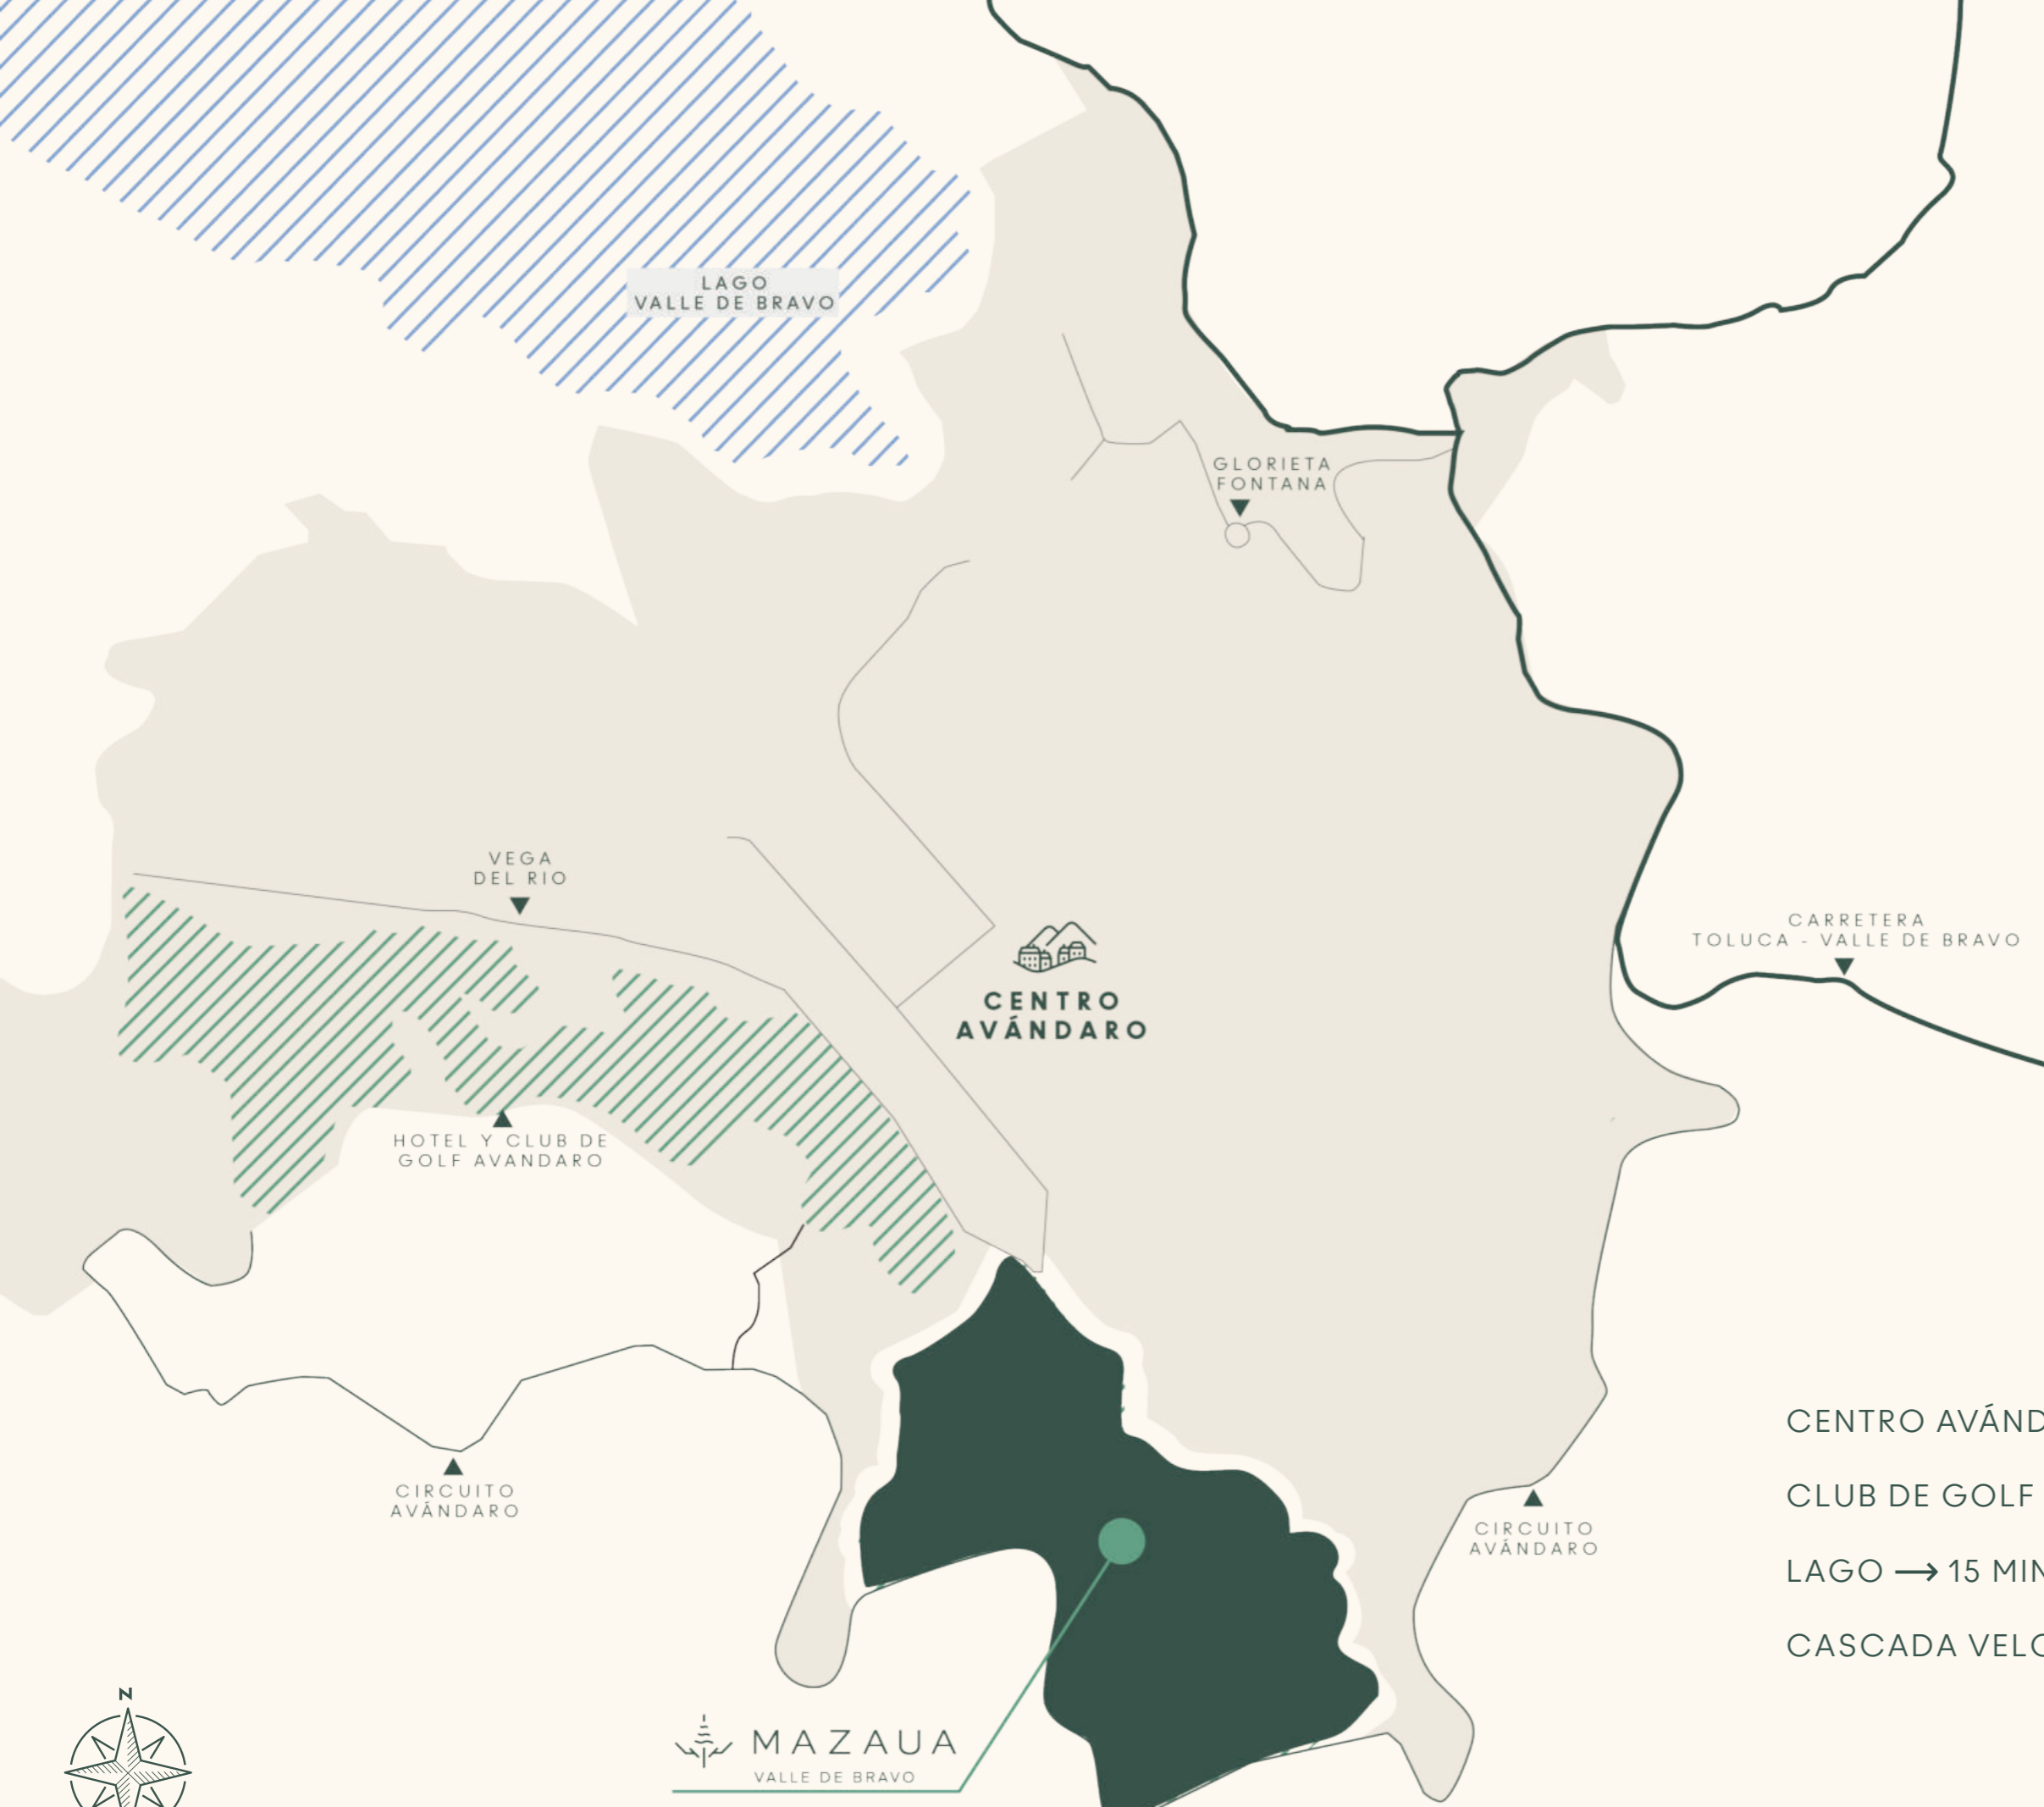 LAGO
VALLE DE BRAVO
GLORIETA
FONTANA
VEGA
DEL RIO
CENTRO
AVÁNDARO
CARRETERA
TOLUCA - VALLE DE BRAVO
HOTEL Y CLUB DE
GOLF AVANDARO
CIRCUITO
AVÁNDARO
CIRCUITO
AVÁNDARO
CENTRO AVÁND
CLUB DE GOLF
LAGO → 15 MIN
CASCADA VELO
N
MAZAUA
VALLE DE BRAVO